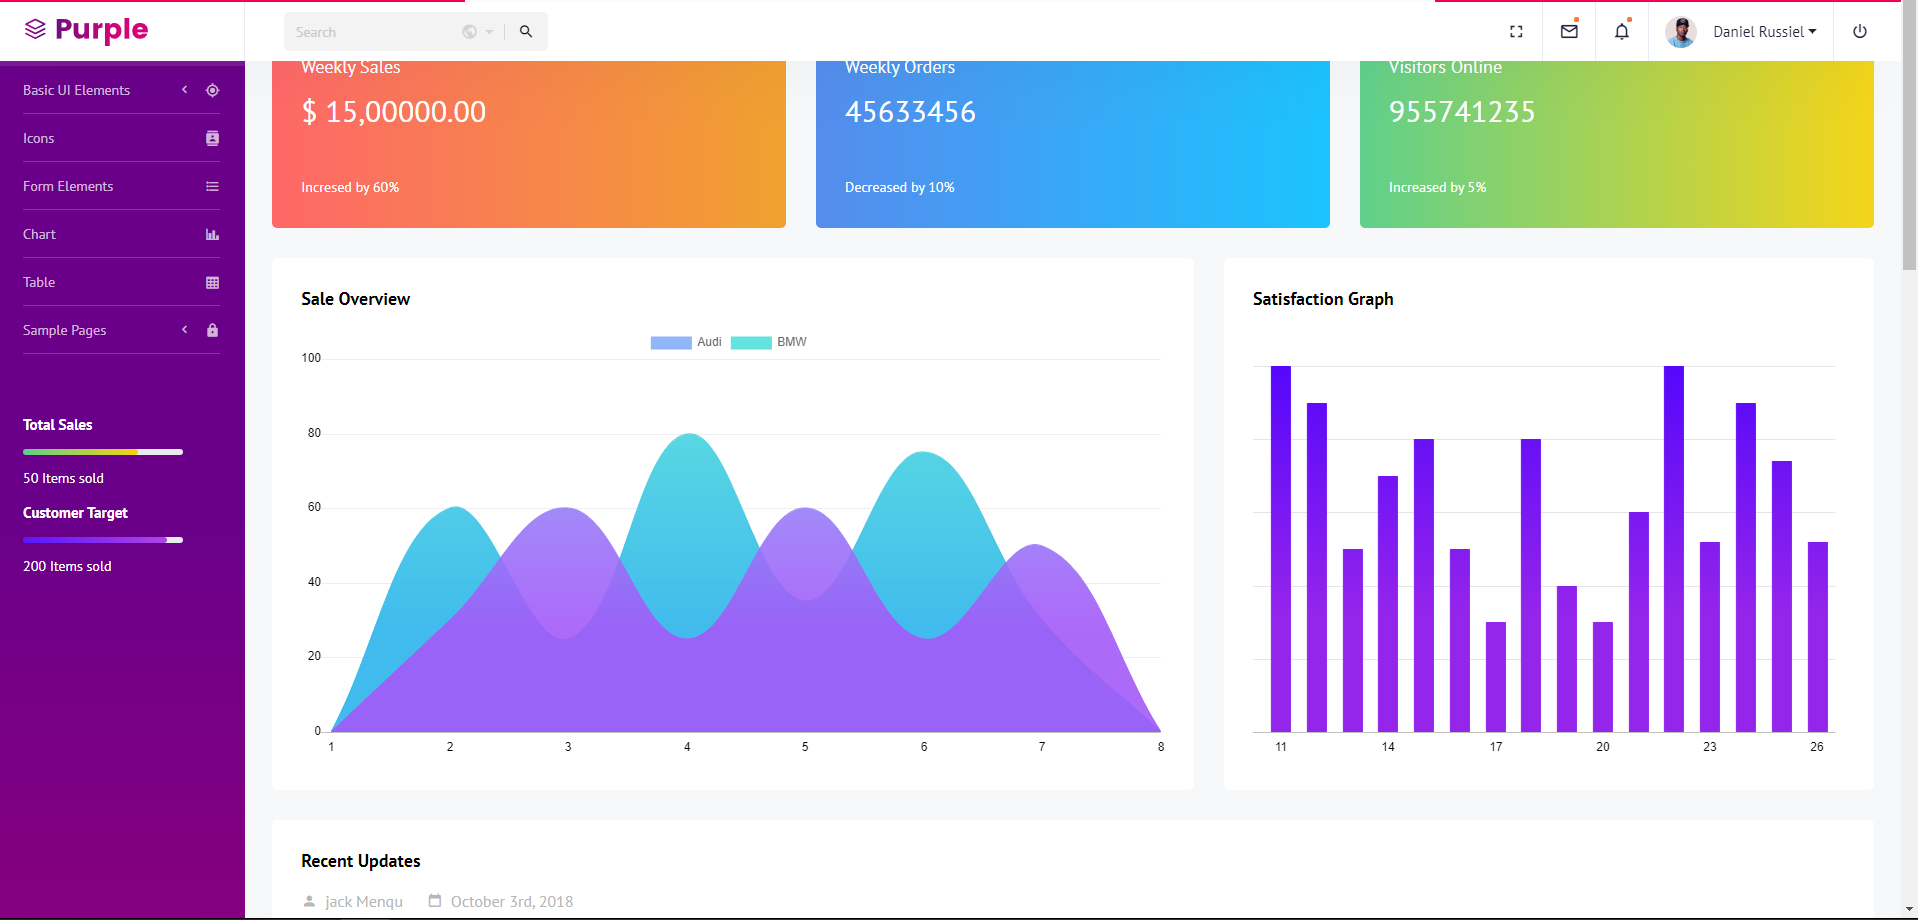 Purple
Search
Daniel Russiel
Basic UI Elements
Icons
Form Elements
Chart
Table
Sample Pages
Total Sales
50 Items sold
Customer Target
200 Items sold
Weekly Sales
$ 15,00000.00
Incresed by 60%
Weekly Orders
45633456
Decreased by 10%
Visitors Online
955741235
Increased by 5%
Sale Overview
Audi BMW
100
80
60
40
20
0
1 2 3 4 5 6 7 8
Satisfaction Graph
11 14 17 20 23 26
Recent Updates
jack Menqu October 3rd, 2018